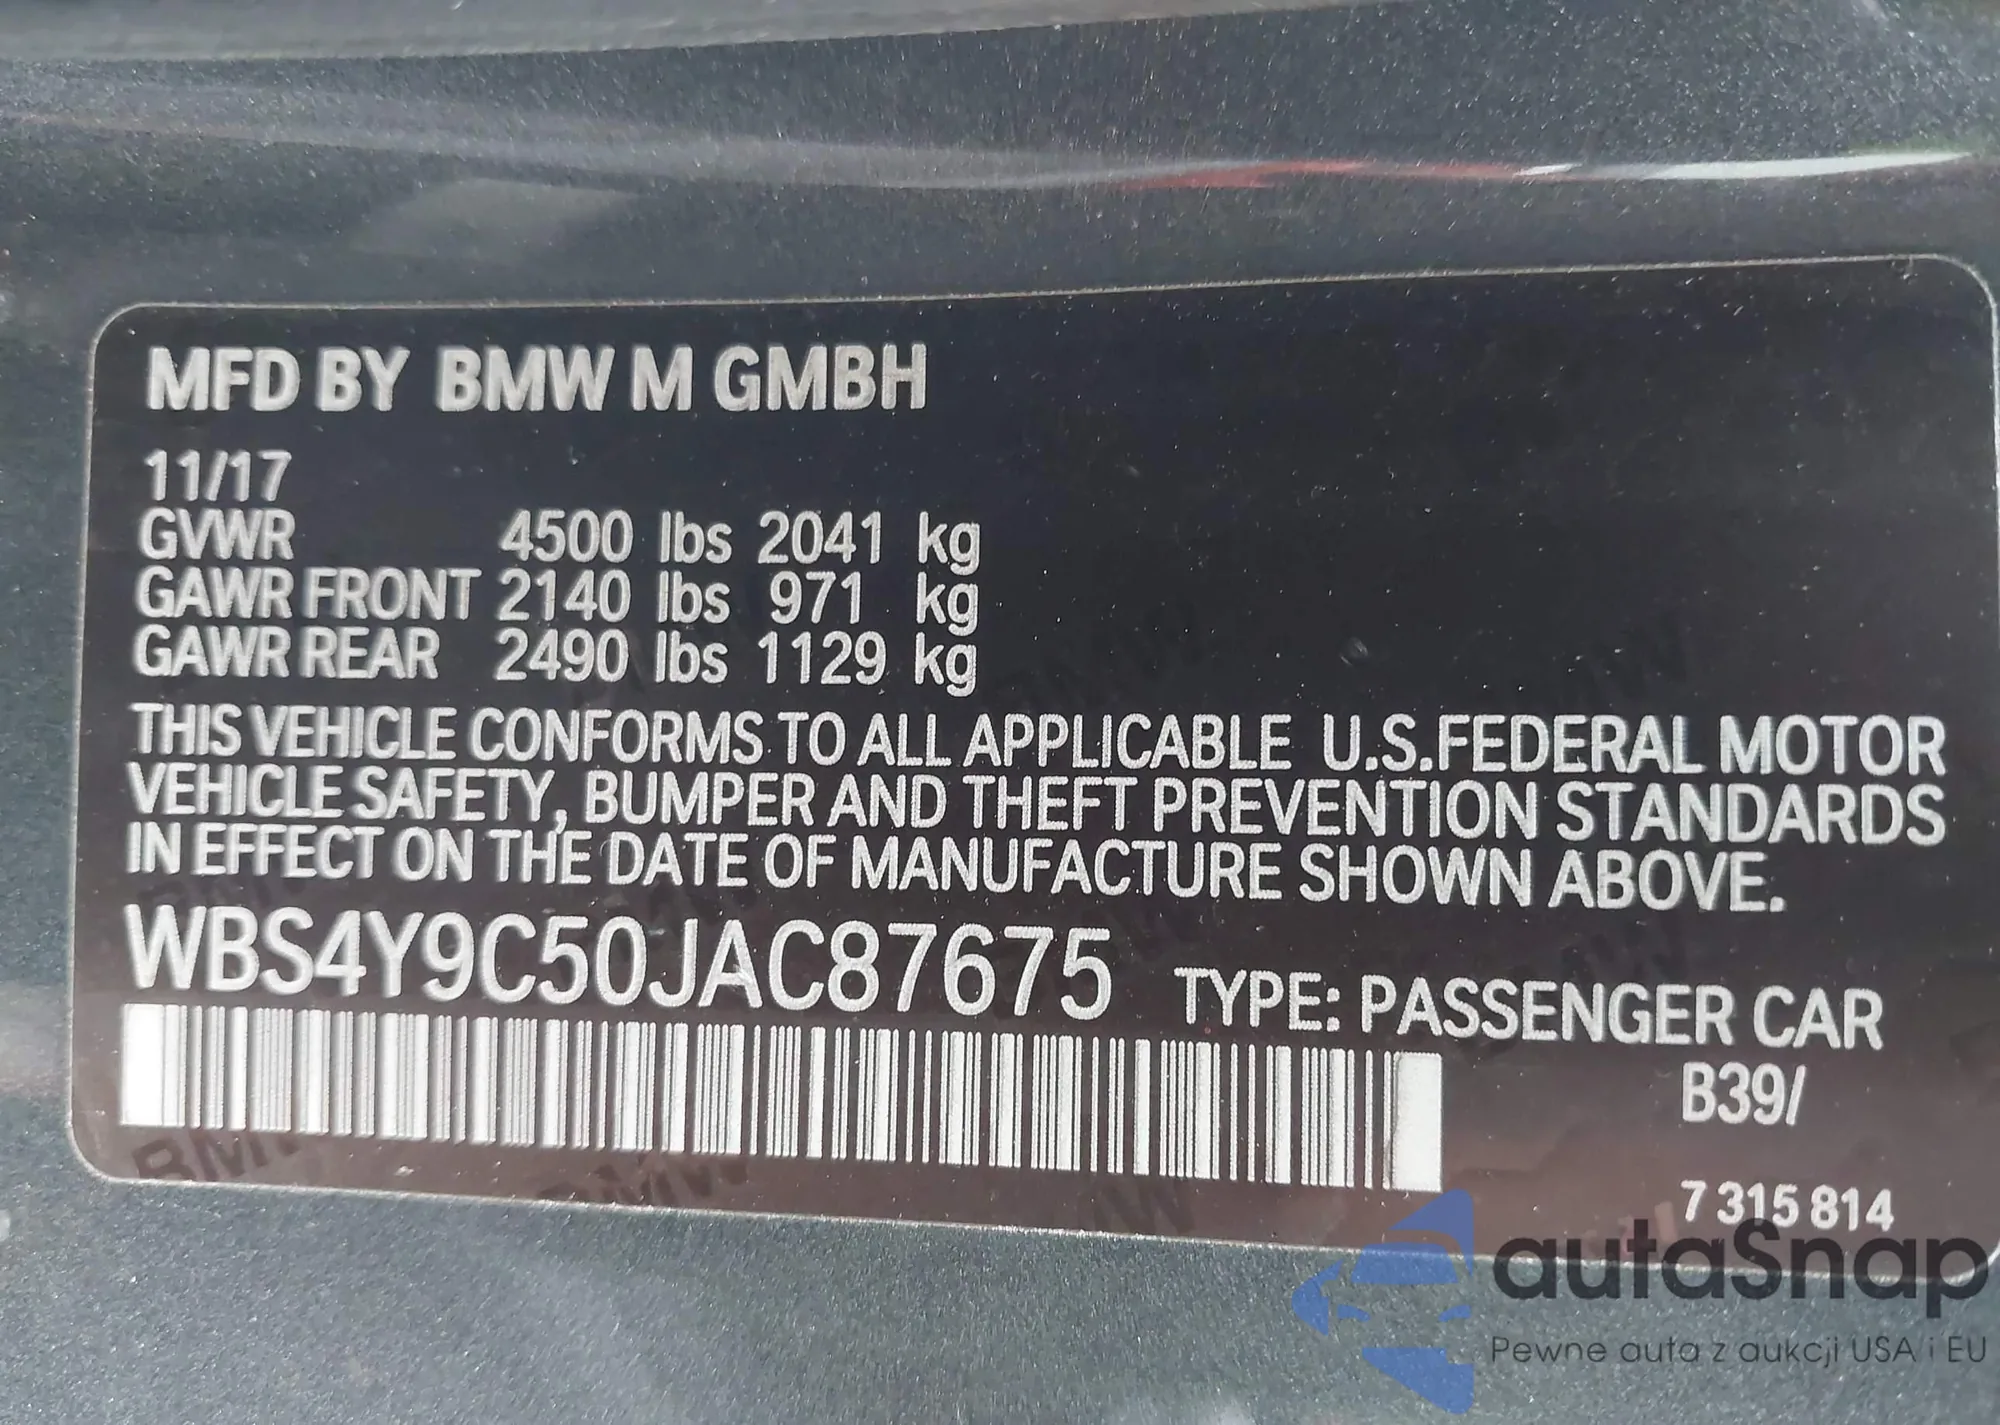 MFD BY BMW M GMBH
11/17
GVWR 4500 lbs 2041 kg
GAWR FRONT 2140 lbs 971 kg
GAWR REAR 2490 lbs 1129 kg
THIS VEHICLE CONFORMS TO ALL APPLICABLE U.S.FEDERAL MOTOR
VEHICLE SAFETY, BUMPER AND THEFT PREVENTION STANDARDS
IN EFFECT ON THE DATE OF MANUFACTURE SHOWN ABOVE.
WBS4Y9C50JAC87675 TYPE: PASSENGER CAR
B39/
7 315 814
autaSnap
Pewne auta z aukcji USA i EU